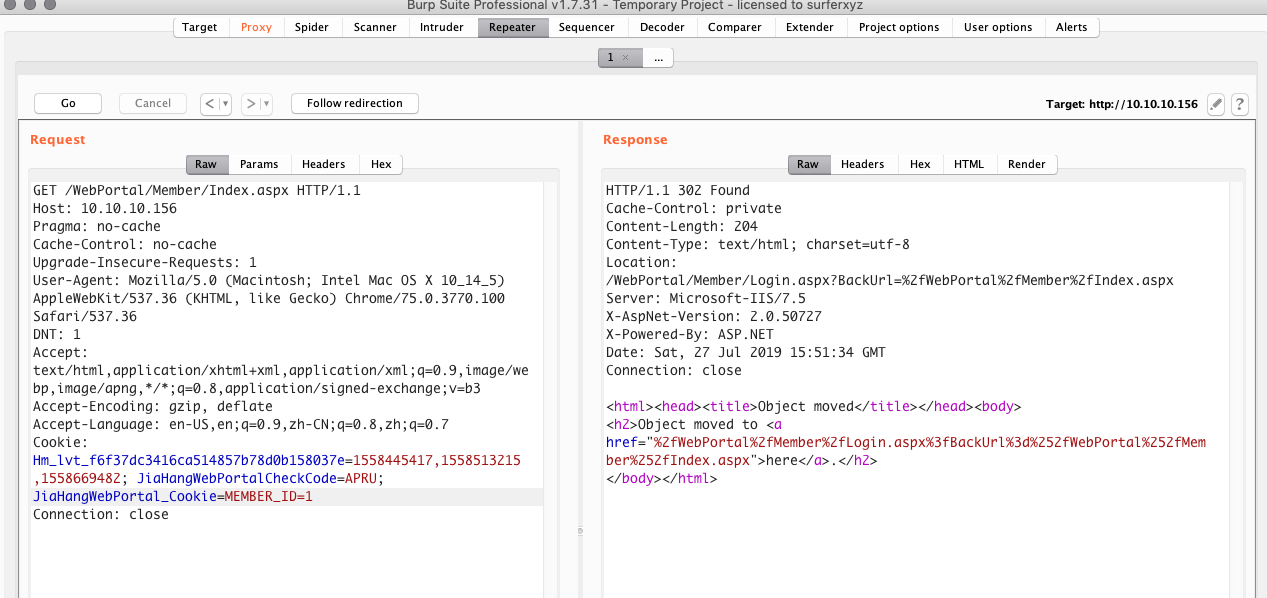 Burp Suite Professional v1.7.31 - Temporary Project - licensed to surferxyz
Target Proxy Spider Scanner Intruder Repeater Sequencer Decoder Comparer Extender Project options User options Alerts
1 × ...
Go Cancel < ▾ > ▾ Follow redirection Target: http://10.10.10.156 ?
Request
Raw Params Headers Hex
GET /WebPortal/Member/Index.aspx HTTP/1.1
Host: 10.10.10.156
Pragma: no-cache
Cache-Control: no-cache
Upgrade-Insecure-Requests: 1
User-Agent: Mozilla/5.0 (Macintosh; Intel Mac OS X 10_14_5)
AppleWebKit/537.36 (KHTML, like Gecko) Chrome/75.0.3770.100
Safari/537.36
DNT: 1
Accept:
text/html,application/xhtml+xml,application/xml;q=0.9,image/we
bp,image/apng,*/*;q=0.8,application/signed-exchange;v=b3
Accept-Encoding: gzip, deflate
Accept-Language: en-US,en;q=0.9,zh-CN;q=0.8,zh;q=0.7
Cookie:
Hm_lvt_f6f37dc3416ca514857b78d0b158037e=1558445417,1558513215
,1558669482; JiaHangWebPortalCheckCode=APRU;
JiaHangWebPortal_Cookie=MEMBER_ID=1
Connection: close
Response
Raw Headers Hex HTML Render
HTTP/1.1 302 Found
Cache-Control: private
Content-Length: 204
Content-Type: text/html; charset=utf-8
Location:
/WebPortal/Member/Login.aspx?BackUrl=%2fWebPortal%2fMember%2fIndex.aspx
Server: Microsoft-IIS/7.5
X-AspNet-Version: 2.0.50727
X-Powered-By: ASP.NET
Date: Sat, 27 Jul 2019 15:51:34 GMT
Connection: close
<html><head><title>Object moved</title></head><body>
<h2>Object moved to <a
href="%2fWebPortal%2fMember%2fLogin.aspx%3fBackUrl%3d%252fWebPortal%252fMem
ber%252fIndex.aspx">here</a>.</h2>
</body></html>